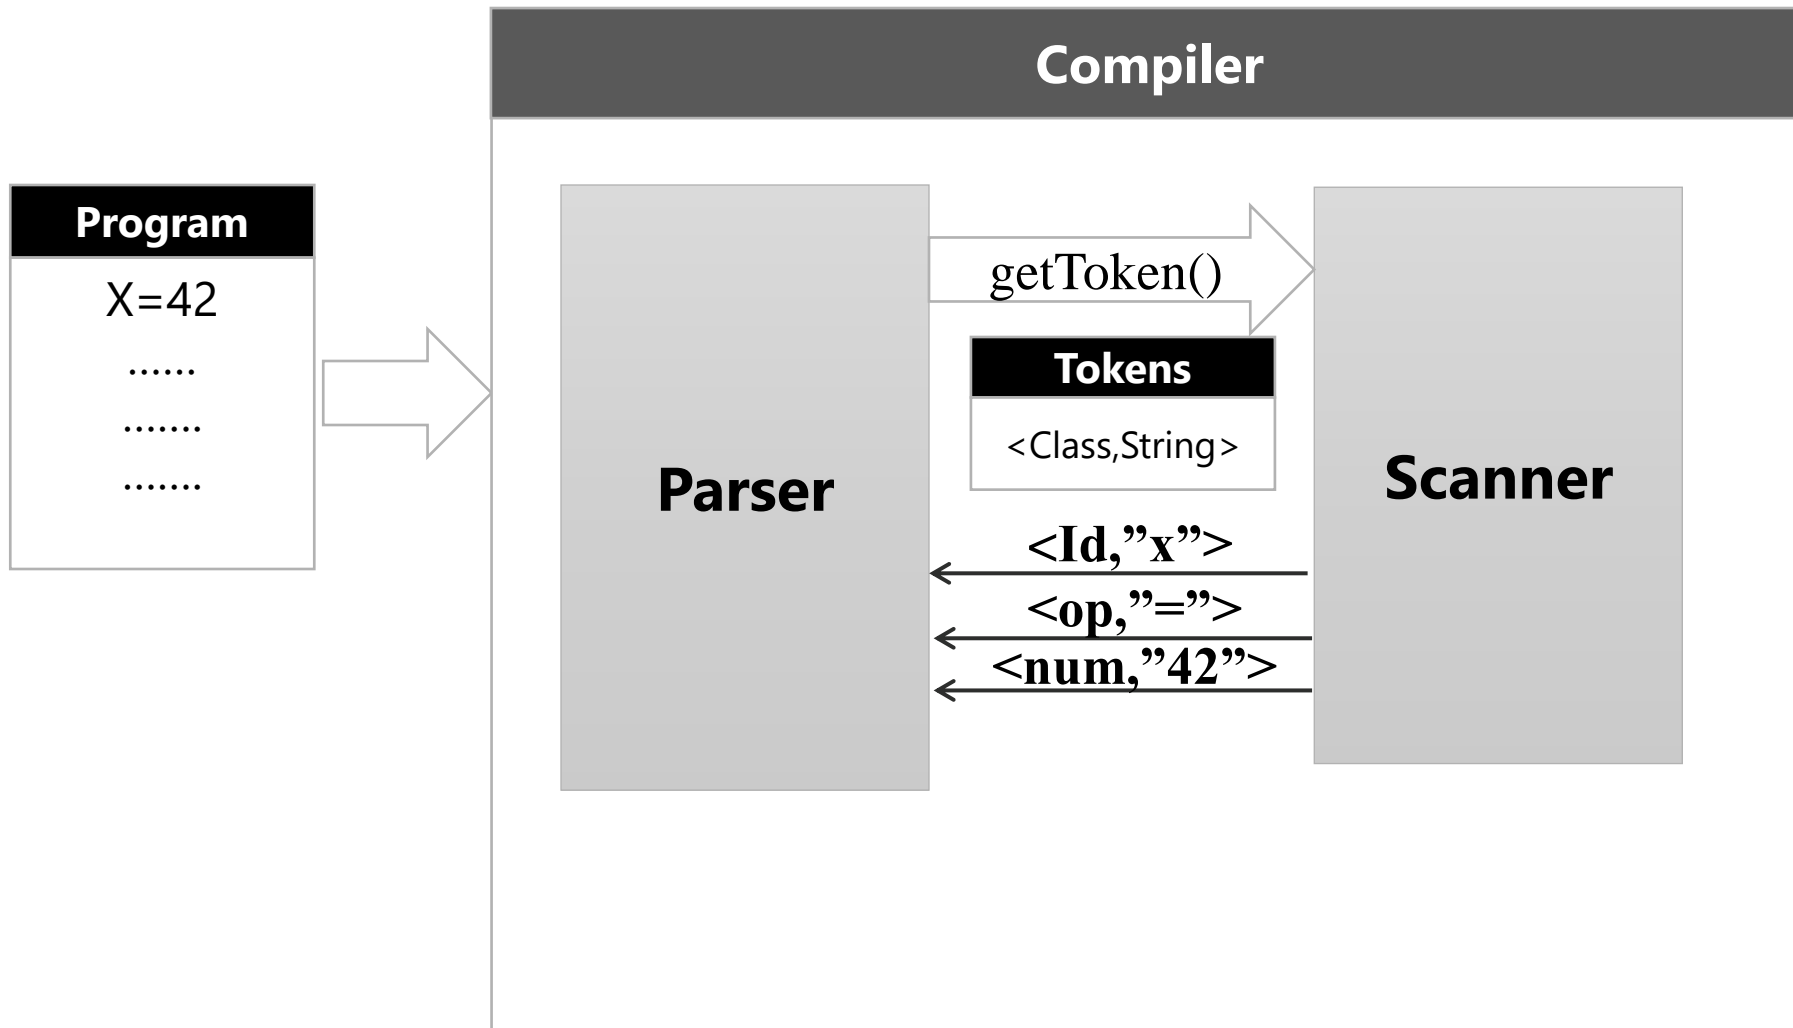 Compiler
Program
X=42
......
.......
.......
Parser
getToken()
Tokens
<Class,String>
<Id,”x”>
<op,”=”>
<num,”42”>
Scanner